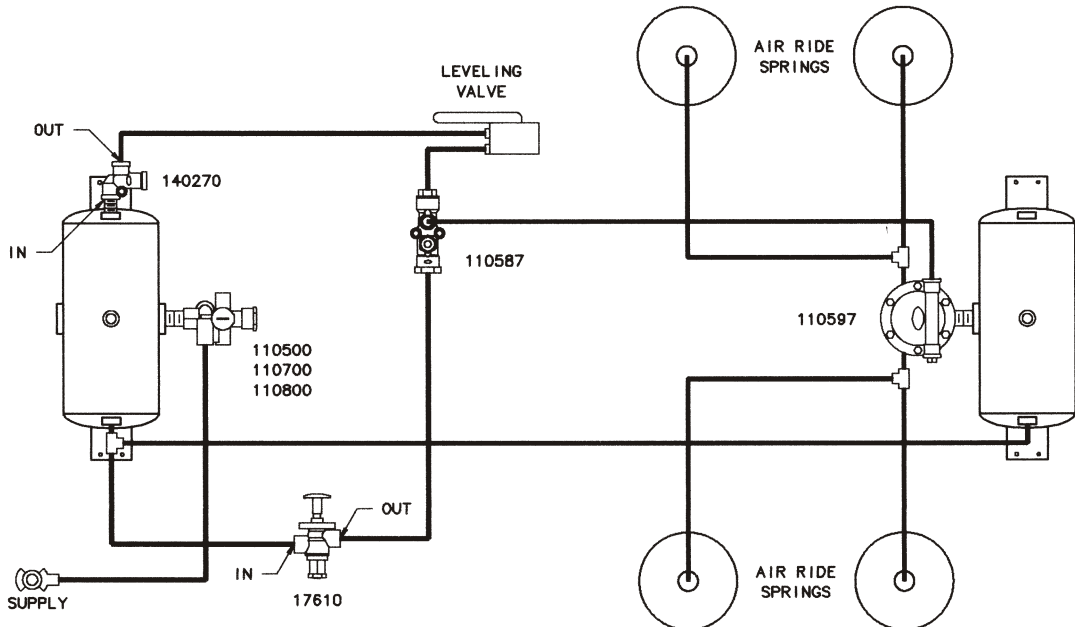 AIR RIDE
SPRINGS
LEVELING
VALVE
OUT
140270
IN
110587
110597
110500
110700
110800
OUT
IN
17610
SUPPLY
AIR RIDE
SPRINGS